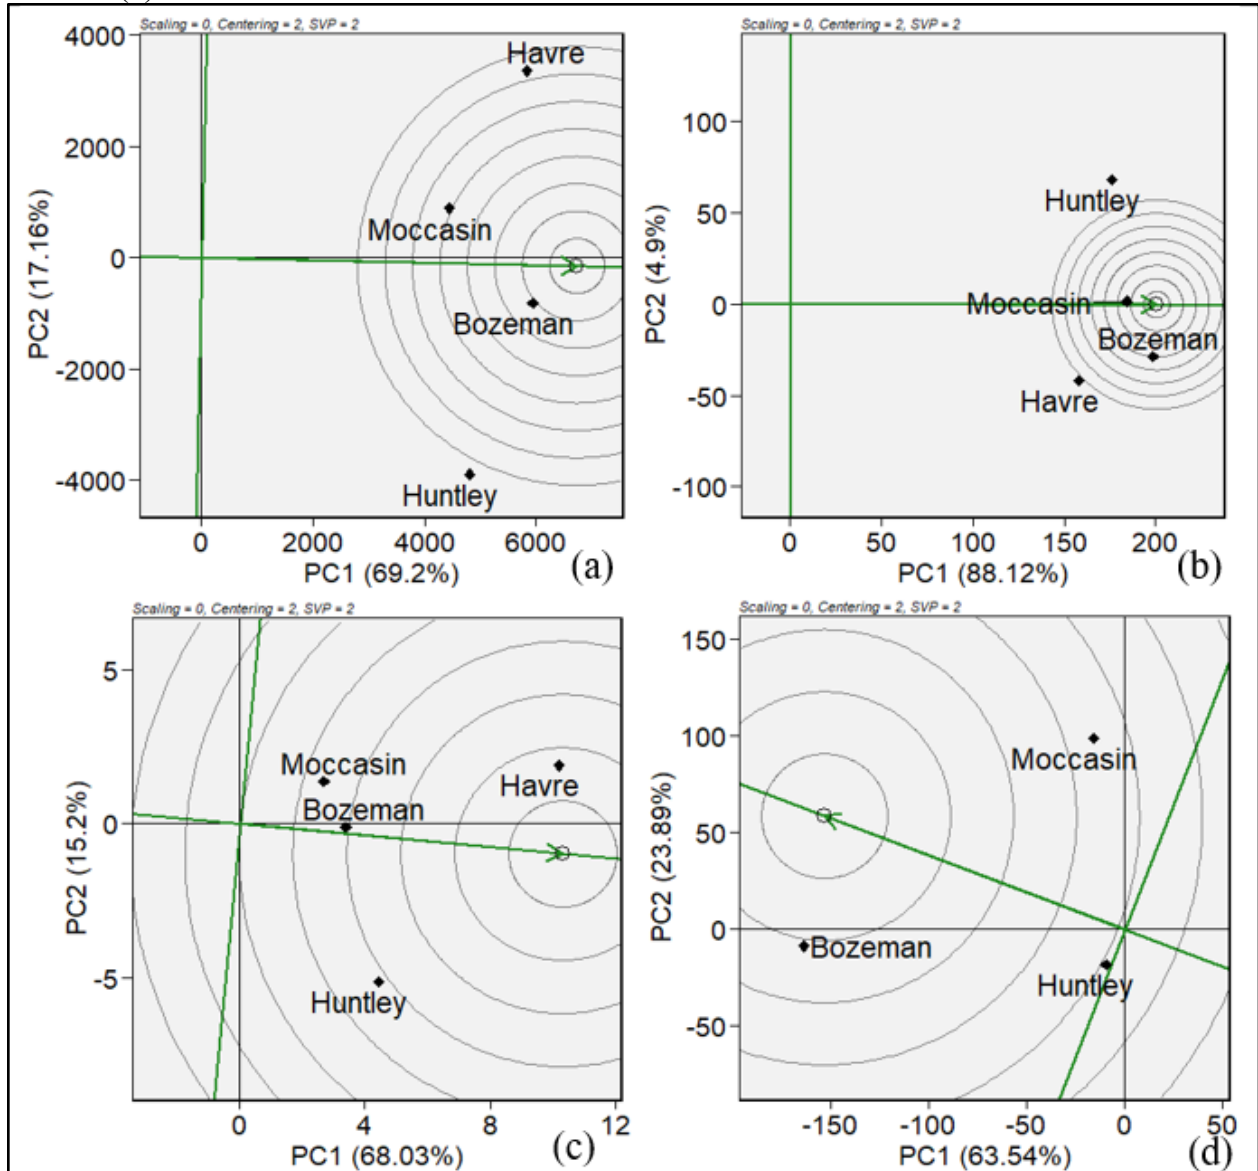 Scaling = 0, Centering = 2, SVP = 2
4000
2000
0
-2000
-4000
PC2 (17.16%)
Havre
Moccasin
Bozeman
Huntley
0 2000 4000 6000
PC1 (69.2%)
(a)
Scaling = 0, Centering = 2, SVP = 2
100
50
0
-50
-100
PC2 (4.9%)
Huntley
Moccasin
Bozeman
Havre
0 50 100 150 200
PC1 (88.12%)
(b)
Scaling = 0, Centering = 2, SVP = 2
5
0
-5
PC2 (15.2%)
Moccasin
Havre
Bozeman
Huntley
0 4 8 12
PC1 (68.03%)
(c)
Scaling = 0, Centering = 2, SVP = 2
150
100
50
0
-50
PC2 (23.89%)
Moccasin
Bozeman
Huntley
-150 -100 -50 0 50
PC1 (63.54%)
(d)